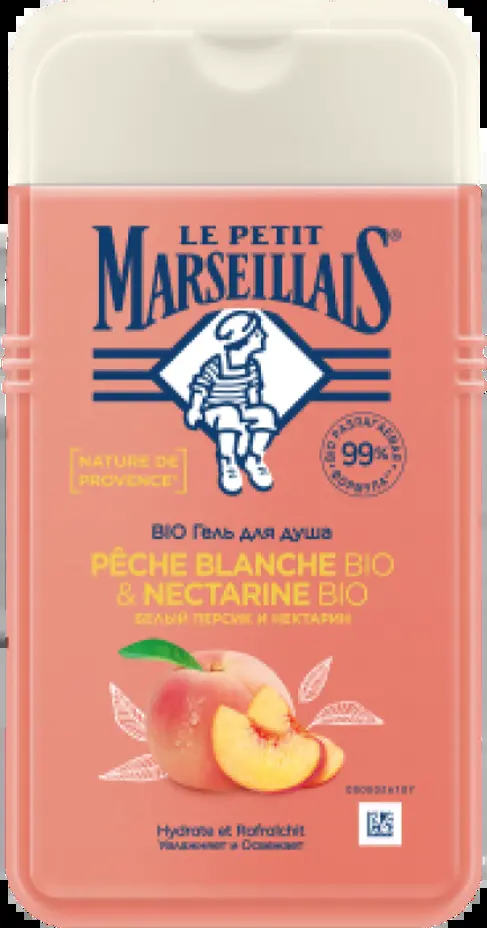 LE PETIT
MARSEILLAIS®
[NATURE DE
PROVENCE*]
BIO РАЗЛАГАЕМАЯ
99%
ФОРМУЛА**
BIO Гель для душа
PÊCHE BLANCHE BIO
& NECTARINE BIO
БЕЛЫЙ ПЕРСИК И НЕКТАРИН
Hydrate et Rafraîchit
Увлажняет и Освежает